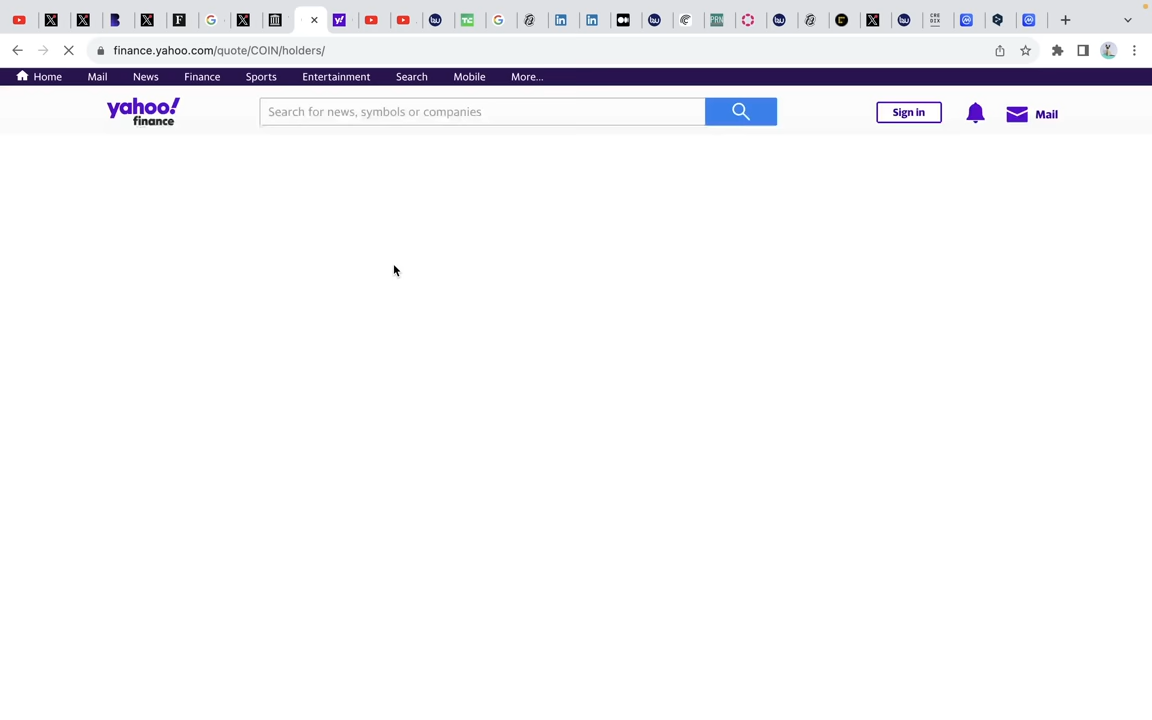 finance.yahoo.com/quote/COIN/holders/
Home Mail News Finance Sports Entertainment Search Mobile More...
yahoo!
finance
Search for news, symbols or companies
Sign in
Mail